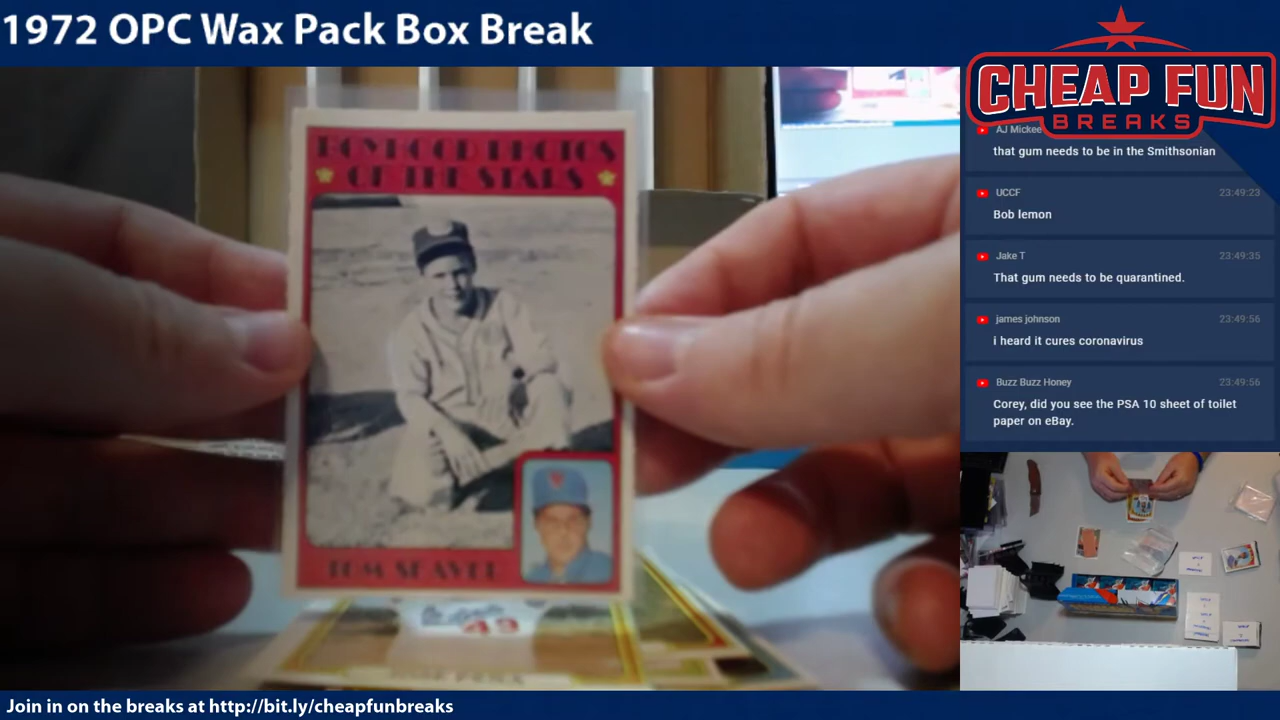 1972 OPC Wax Pack Box Break
CHEAP FUN
BREAKS
AJ Mickee
that gum needs to be in the Smithsonian
UCCF
23:49:23
Bob lemon
Jake T
23:49:35
That gum needs to be quarantined.
james johnson
23:49:56
i heard it cures coronavirus
Buzz Buzz Honey
23:49:56
Corey, did you see the PSA 10 sheet of toilet
paper on eBay.
BOYHOOD PHOTOS
OF THE STARS
TOM SEAVER
43
Join in on the breaks at http://bit.ly/cheapfunbreaks